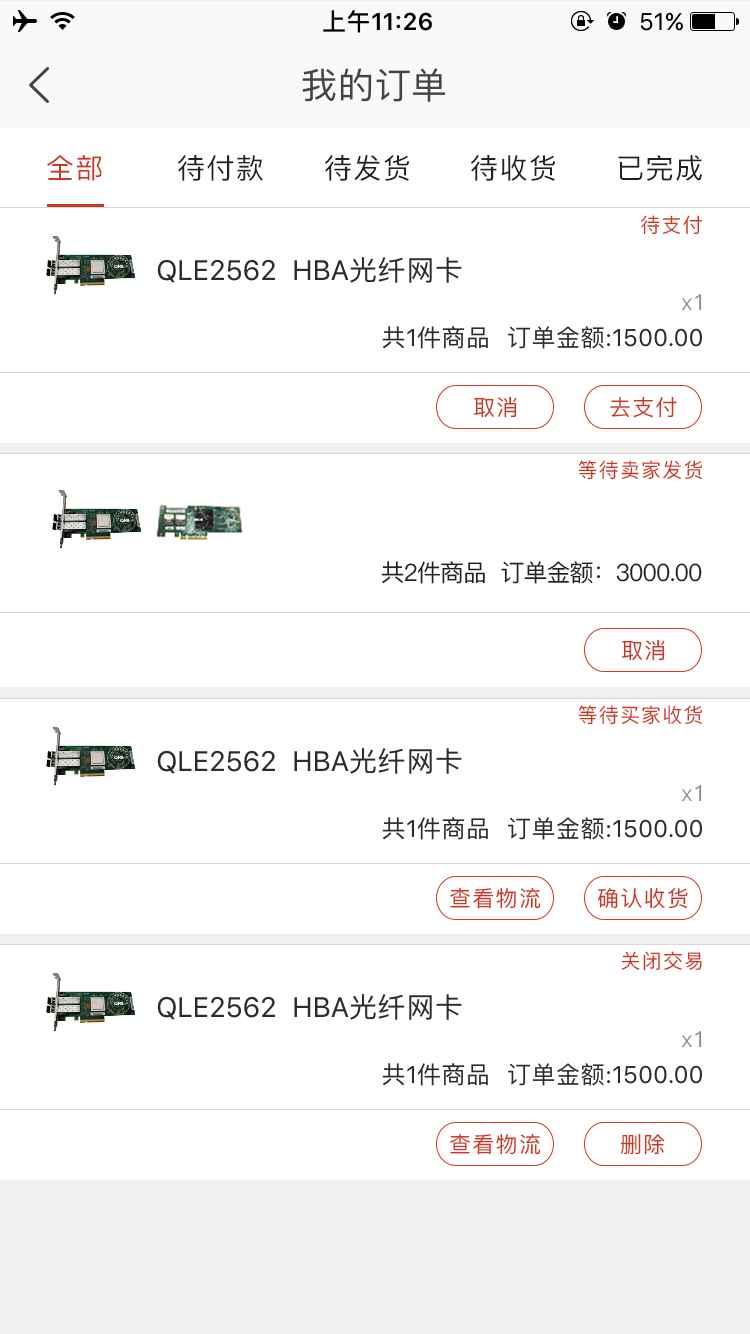 上午11:26
51%
我的订单
全部 待付款 待发货 待收货 已完成
待支付
QLE2562 HBA光纤网卡
x1
共1件商品 订单金额:1500.00
取消 去支付
等待卖家发货
共2件商品 订单金额：3000.00
取消
等待买家收货
QLE2562 HBA光纤网卡
x1
共1件商品 订单金额:1500.00
查看物流 确认收货
关闭交易
QLE2562 HBA光纤网卡
x1
共1件商品 订单金额:1500.00
查看物流 删除